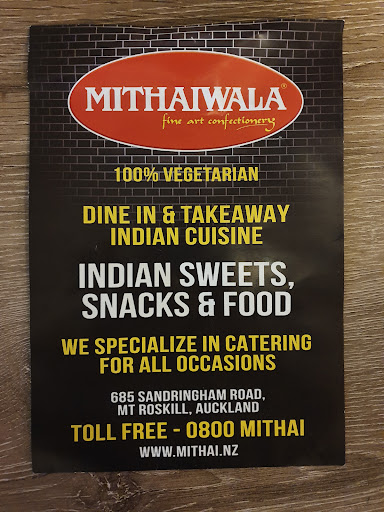 MITHAIWALA®
fine art confectionery
100% VEGETARIAN
DINE IN & TAKEAWAY
INDIAN CUISINE
INDIAN SWEETS,
SNACKS & FOOD
WE SPECIALIZE IN CATERING
FOR ALL OCCASIONS
685 SANDRINGHAM ROAD,
MT ROSKILL, AUCKLAND
TOLL FREE - 0800 MITHAI
WWW.MITHAI.NZ